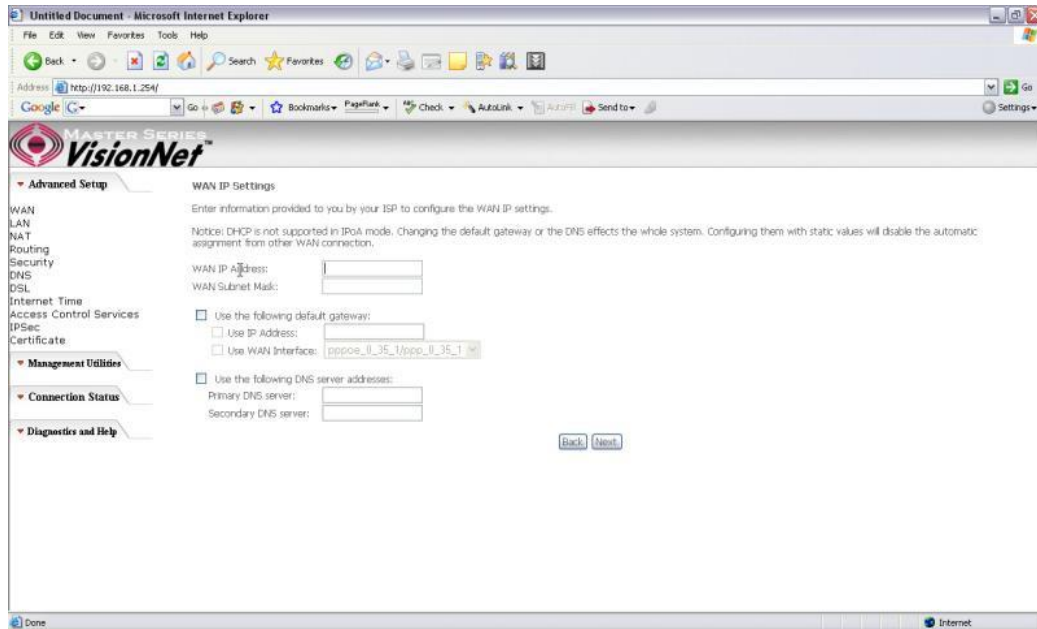 Untitled Document - Microsoft Internet Explorer
File Edit View Favorites Tools Help
Back Search Favorites
Address http://192.168.1.254/ Go
Google G Go Bookmarks PageRank Check AutoLink AutoFill Send to Settings
MASTER SERIES
VisionNet™
Advanced Setup
WAN
LAN
NAT
Routing
Security
DNS
DSL
Internet Time
Access Control Services
IPSec
Certificate
Management Utilities
Connection Status
Diagnostics and Help
WAN IP Settings
Enter information provided to you by your ISP to configure the WAN IP settings.
Notice: DHCP is not supported in IPoA mode. Changing the default gateway or the DNS effects the whole system. Configuring them with static values will disable the automatic
assignment from other WAN connection.
WAN IP Address:
WAN Subnet Mask:
Use the following default gateway:
Use IP Address:
Use WAN Interface: pppoe_0_35_1/ppp_0_35_1
Use the following DNS server addresses:
Primary DNS server:
Secondary DNS server:
Back Next
Done Internet